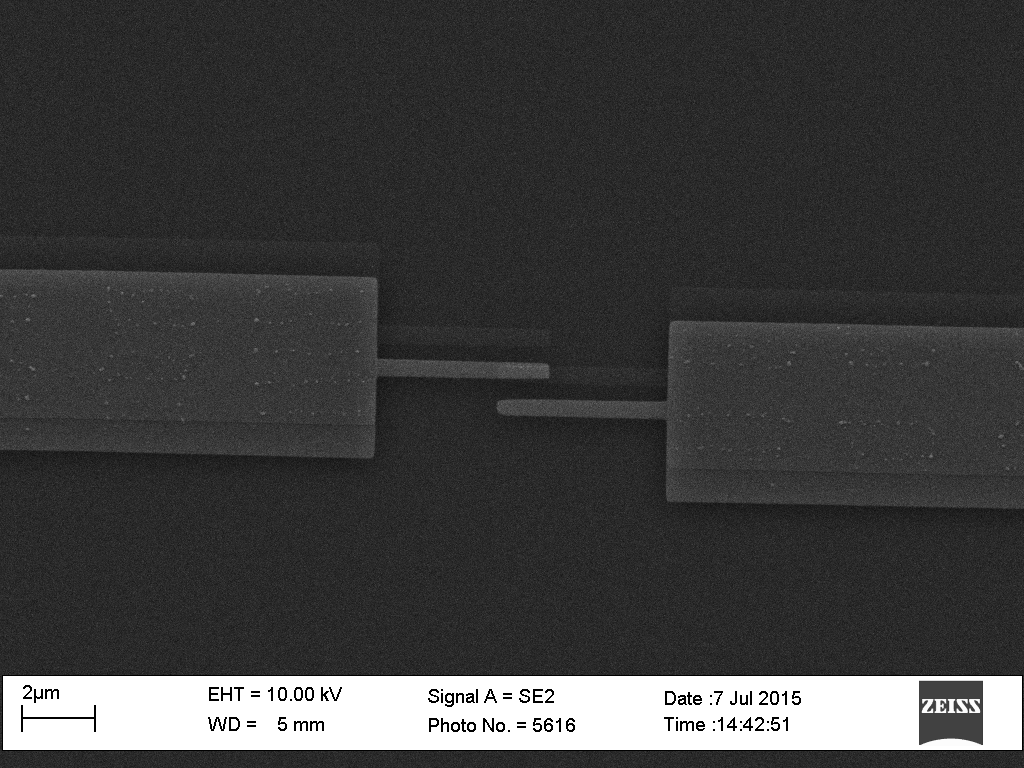 2µm
EHT = 10.00 kV
WD = 5 mm
Signal A = SE2
Photo No. = 5616
Date :7 Jul 2015
Time :14:42:51
ZEISS